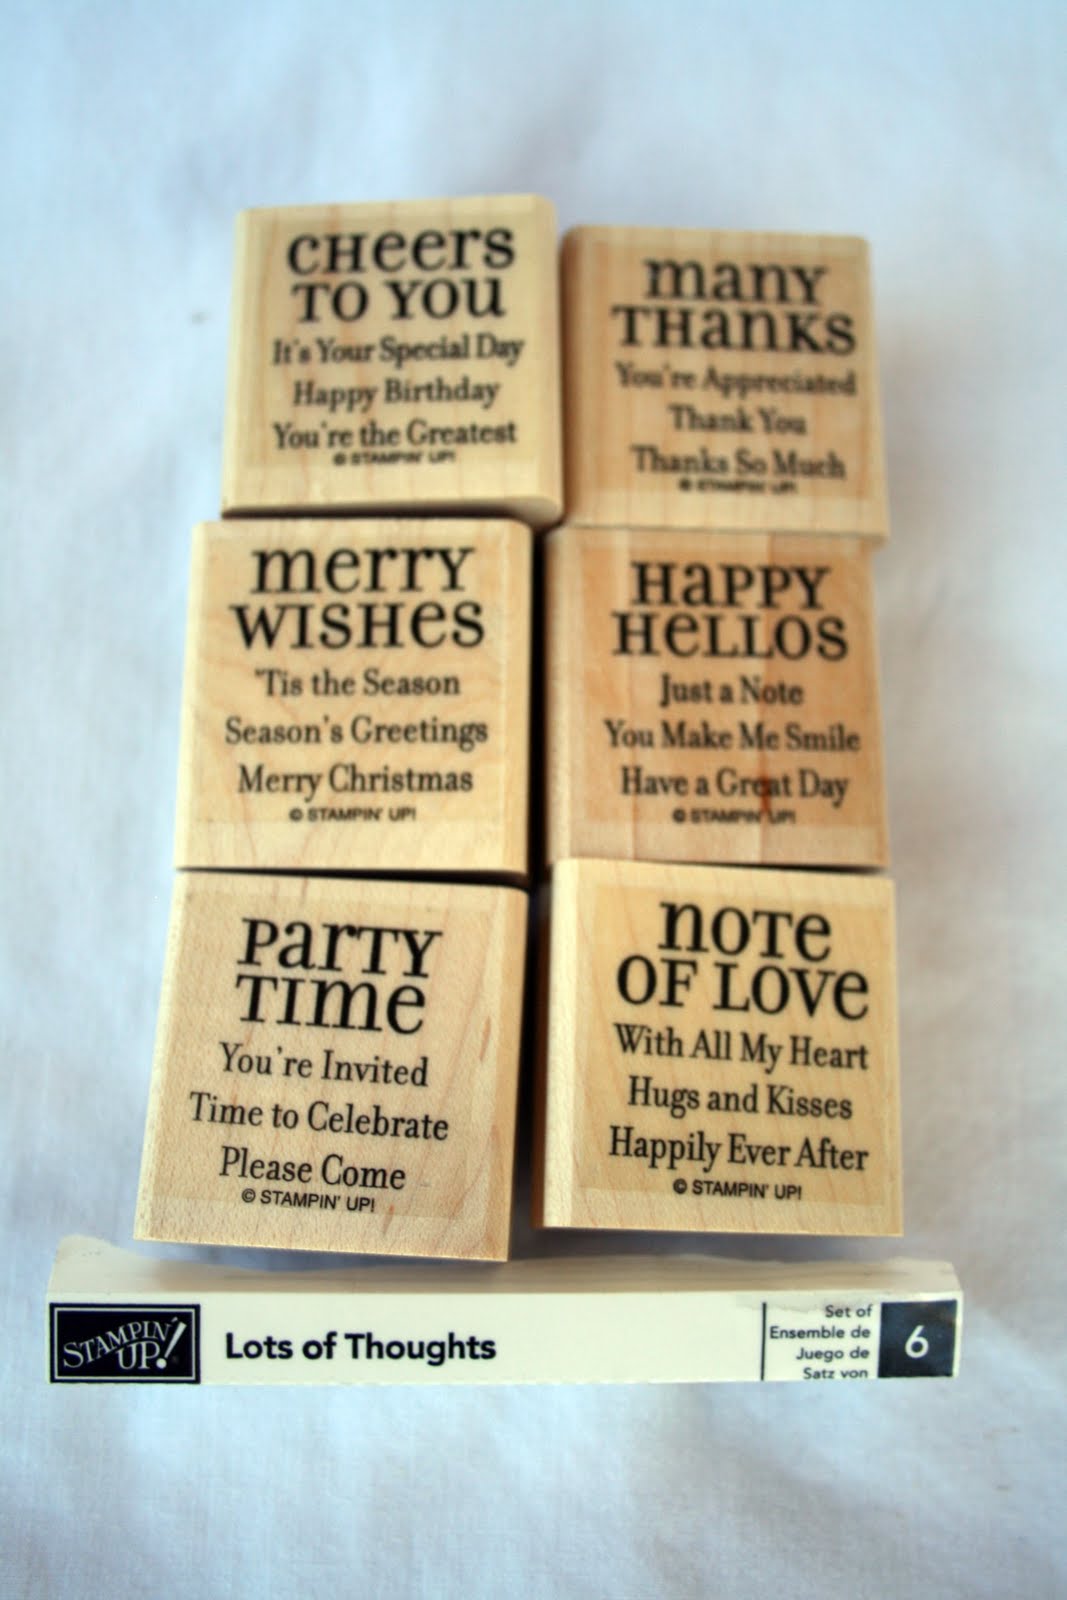 CHeers
TO YOU
It's Your Special Day
Happy Birthday
You're the Greatest
© STAMPIN' UP!
many
THanKs
You're Appreciated
Thank You
Thanks So Much
© STAMPIN' UP!
merry
WISHes
'Tis the Season
Season's Greetings
Merry Christmas
© STAMPIN' UP!
HaPPY
HeLLOS
Just a Note
You Make Me Smile
Have a Great Day
© STAMPIN' UP!
ParTY
TIme
You're Invited
Time to Celebrate
Please Come
© STAMPIN' UP!
noTe
OF LOVe
With All My Heart
Hugs and Kisses
Happily Ever After
© STAMPIN' UP!
STAMPIN' UP!®
Lots of Thoughts
Set of
Ensemble de
Juego de
Satz von
6